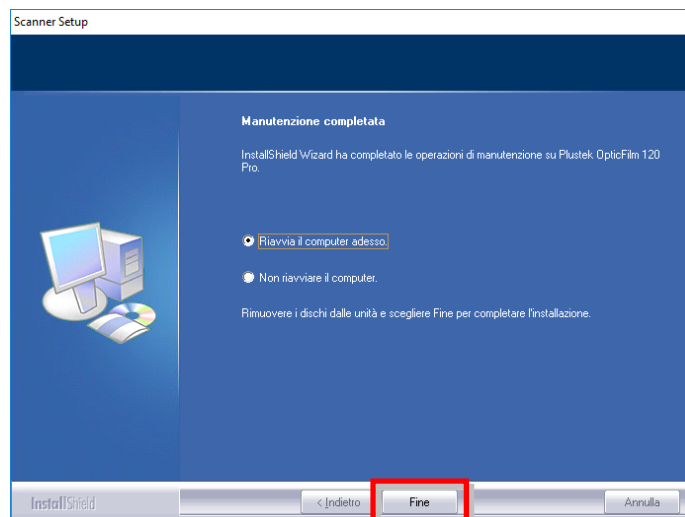 Scanner Setup
Manutenzione completata
InstallShield Wizard ha completato le operazioni di manutenzione su Plustek OpticFilm 120
Pro.
Riavvia il computer adesso.
Non riavviare il computer.
Rimuovere i dischi dalle unità e scegliere Fine per completare l'installazione.
InstallShield
< Indietro
Fine
Annulla